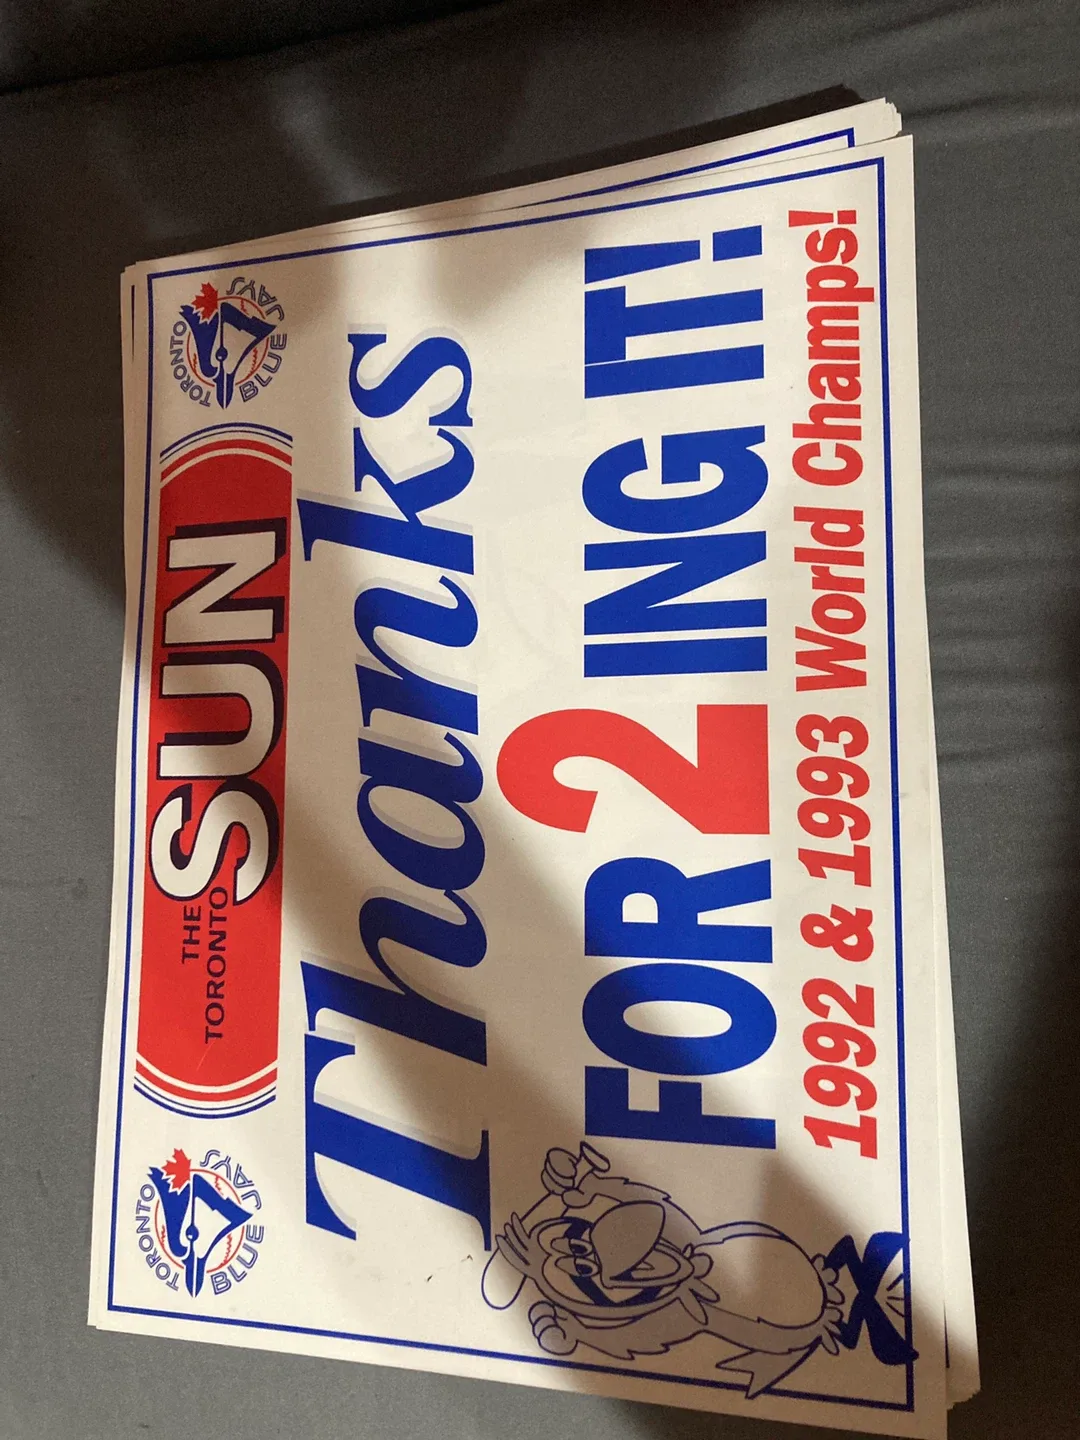 TORONTO
BLUE JAYS
THE
TORONTO
SUN
TORONTO
BLUE JAYS
Thanks
FOR 2 ING IT!
1992 & 1993 World Champs!